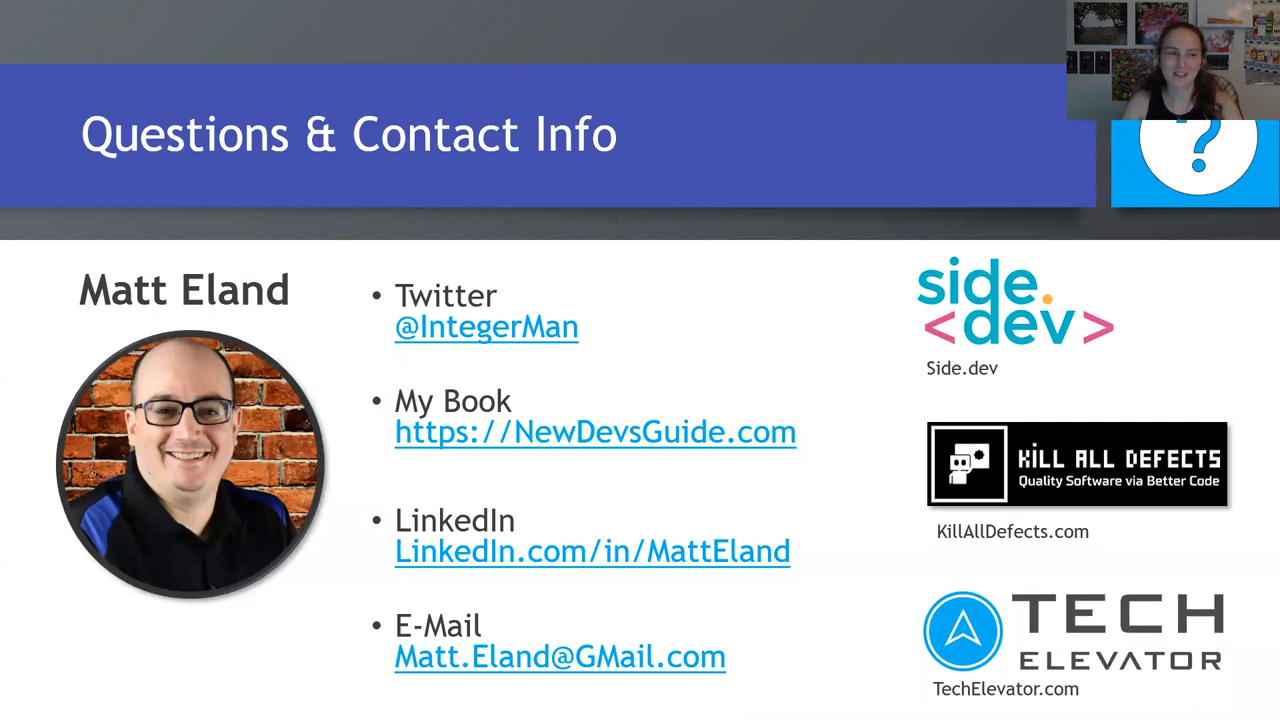 Questions & Contact Info
?
Matt Eland
• Twitter
@IntegerMan
• My Book
https://NewDevsGuide.com
• LinkedIn
LinkedIn.com/in/MattEland
• E-Mail
Matt.Eland@GMail.com
side.
<dev>
Side.dev
KiLL ALL DEFECTS
Quality Software via Better Code
KillAllDefects.com
TECH
ELEVATOR
TechElevator.com